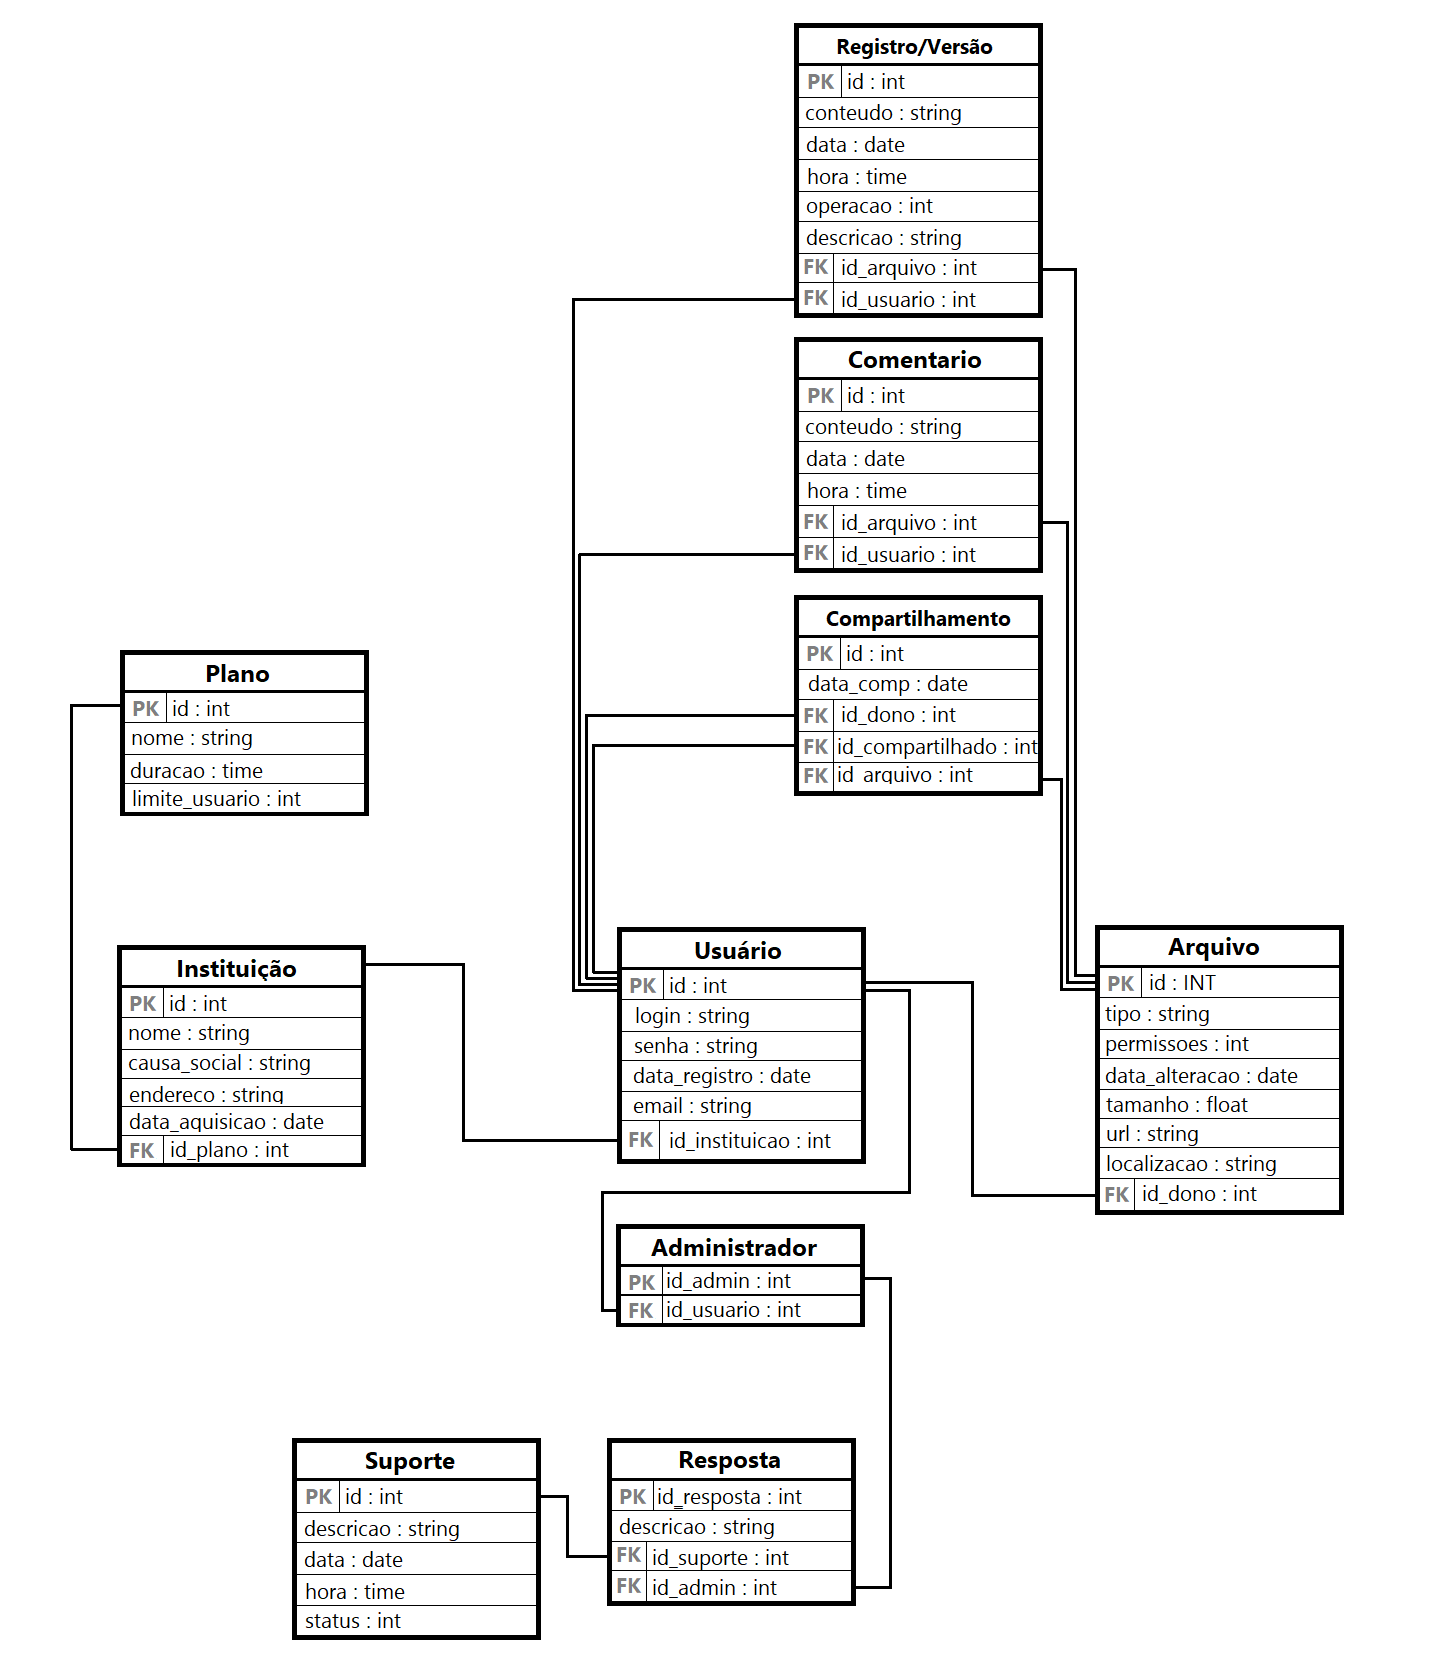 Registro/Versão
PK id : int
conteudo : string
data : date
hora : time
operacao : int
descricao : string
FK id_arquivo : int
FK id_usuario : int
Comentario
PK id : int
conteudo : string
data : date
hora : time
FK id_arquivo : int
FK id_usuario : int
Compartilhamento
PK id : int
data_comp : date
FK id_dono : int
FK id_compartilhado : int
FK id_arquivo : int
Plano
PK id : int
nome : string
duracao : time
limite_usuario : int
Instituição
PK id : int
nome : string
causa_social : string
endereco : string
data_aquisicao : date
FK id_plano : int
Usuário
PK id : int
login : string
senha : string
data_registro : date
email : string
FK id_instituicao : int
Arquivo
PK id : INT
tipo : string
permissoes : int
data_alteracao : date
tamanho : float
url : string
localizacao : string
FK id_dono : int
Administrador
PK id_admin : int
FK id_usuario : int
Suporte
PK id : int
descricao : string
data : date
hora : time
status : int
Resposta
PK id_resposta : int
descricao : string
FK id_suporte : int
FK id_admin : int